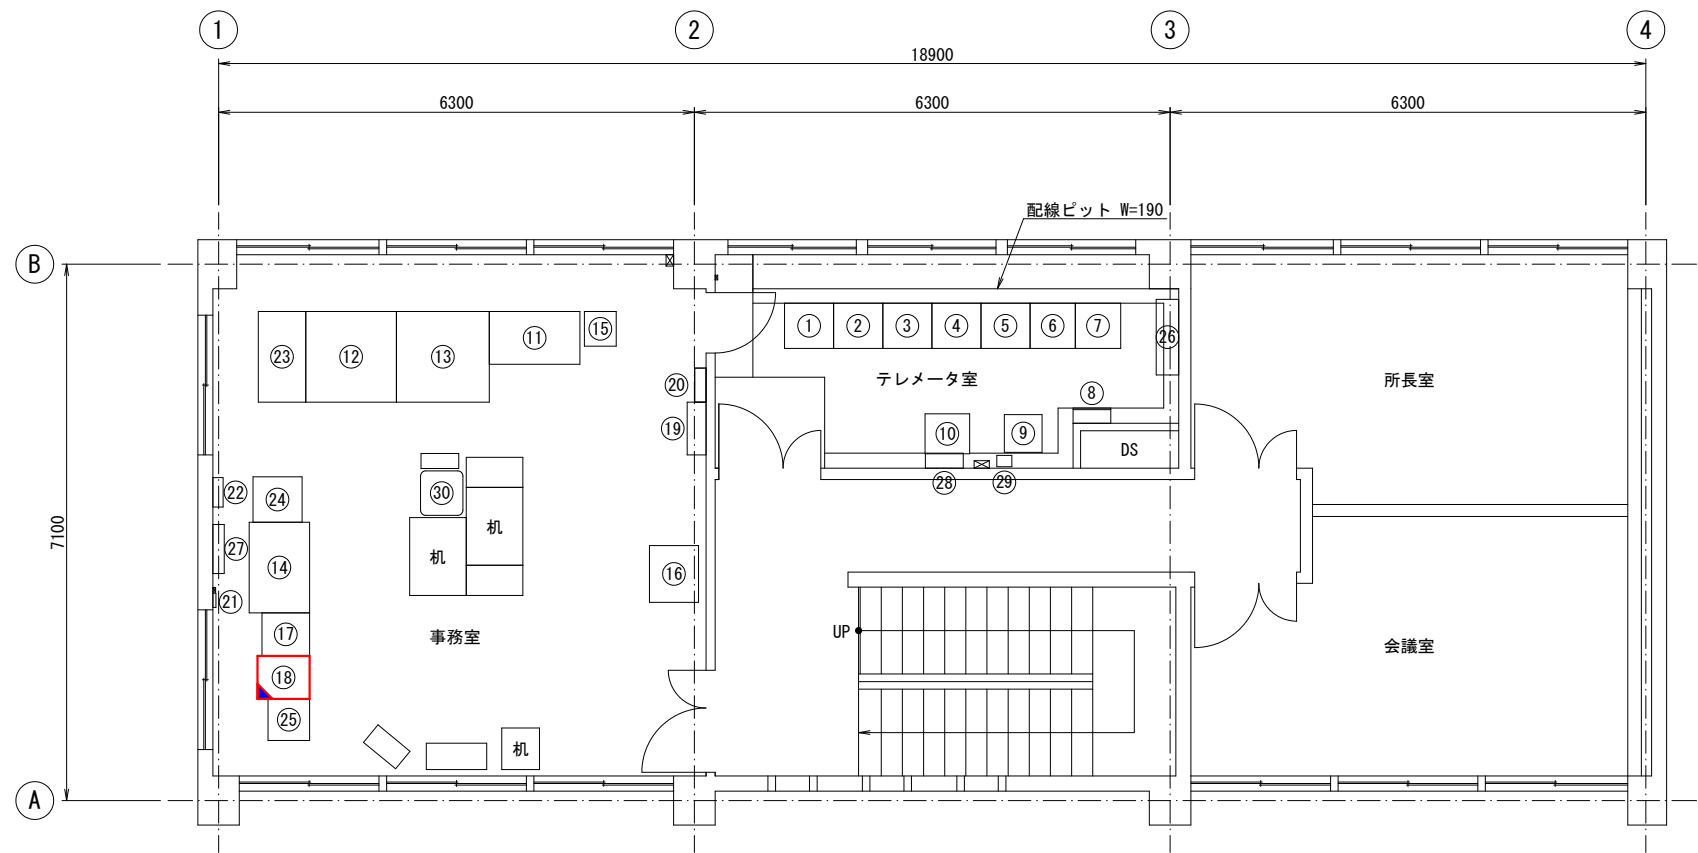 ① ② ③ ④
18900
6300 6300 6300
配線ピット W=190
Ⓑ
① ② ③ ④ ⑤ ⑥ ⑦ ㉖
㉓ ⑫ ⑬ ⑪ ⑮
テレメータ室
所長室
⑳ ⑧
⑲ ⑩ ⑨ DS
㉒ ㉔ ㉚ ㉘ ㉙
机
机
7100
㉗ ⑭ ⑯
㉑
⑰ 事務室 UP
会議室
⑱
㉕
机
Ⓐ